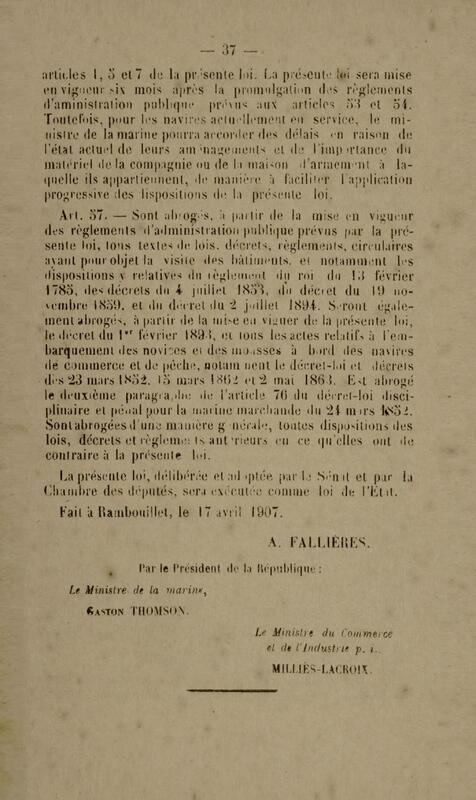 — 37 —
articles 1, 5 et 7 de la présente loi. La présente loi sera mise
en vigueur six mois après la promulgation des règlements
d'aministration publique prévus aux articles 53 et 54.
Toutefois, pour les navires actuellement en service, le mi-
nistre de la marine pourra accorder des délais en raison de
l'état actuel de leurs aménagements et de l'importance du
matériel de la compagnie ou de la maison d'armement à la-
quelle ils appartiennent, de manière à faciliter l'application
progressive des dispositions de la présente loi.
Art. 57. — Sont abrogés, à partir de la mise en vigueur
des règlements d'administration publique prévus par la pré-
sente loi, tous textes de lois, décrets, règlements, circulaires
ayant pour objet la visite des bâtiments, et notamment les
dispositions y relatives du règlement du roi du 13 février
1785, des décrets du 4 juillet 1853, du décret du 19 no-
vembre 1859, et du décret du 2 juillet 1894. Seront égale-
ment abrogés, à partir de la mise en viguer de la présente loi,
le décret du 1er février 1893, et tous les actes relatifs à l'em-
barquement des novices et des mousses à bord des navires
de commerce et de pêche, notamment le décret-loi et décrets
des 23 mars 1852, 15 mars 1862 et 2 mai 1863. Est abrogé
le deuxième paragraphe de l'article 76 du décret-loi disci-
plinaire et pénal pour la marine marchande du 24 mars 1852.
Sont abrogées d'une manière générale, toutes dispositions des
lois, décrets et règlements antérieurs en ce qu'elles ont de
contraire à la présente loi.
La présente loi, délibérée et adoptée par le Sénat et par la
Chambre des députés, sera exécutée comme loi de l'État.
Fait à Rambouillet, le 17 avril 1907.
A. FALLIÈRES.
Par le Président de la République :
Le Ministre de la marine,
GASTON THOMSON.
Le Ministre du Commerce
et de l'Industrie p. i.
MILLIÈS-LACROIX.